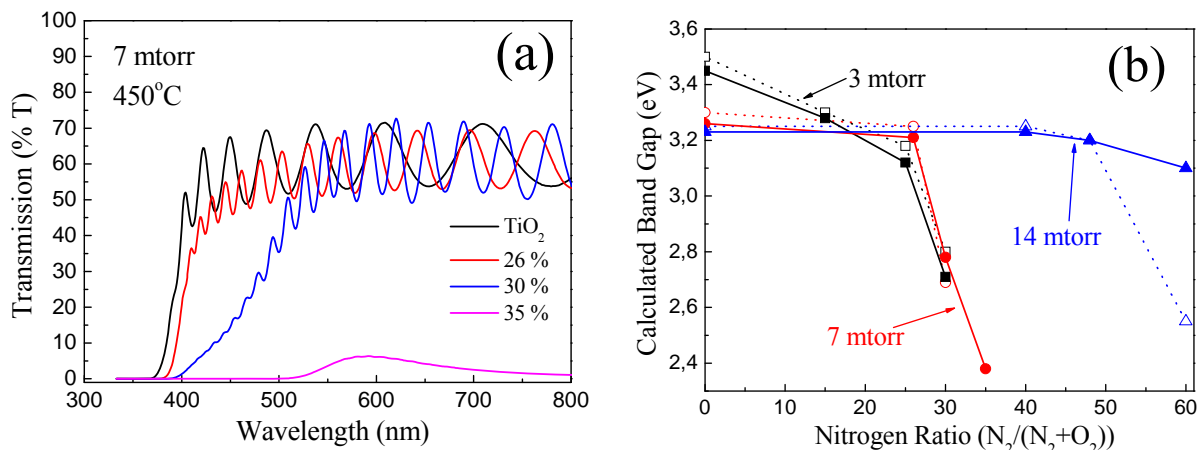 (a)
7 mtorr
450°C
100
90
80
70
60
50
40
30
20
10
0
Transmission (% T)
TiO₂
26 %
30 %
35 %
300 400 500 600 700 800
Wavelength (nm)
(b)
3,6
3,4
3,2
3,0
2,8
2,6
2,4
Calculated Band Gap (eV)
3 mtorr
14 mtorr
7 mtorr
0 10 20 30 40 50 60
Nitrogen Ratio (N₂/(N₂+O₂))